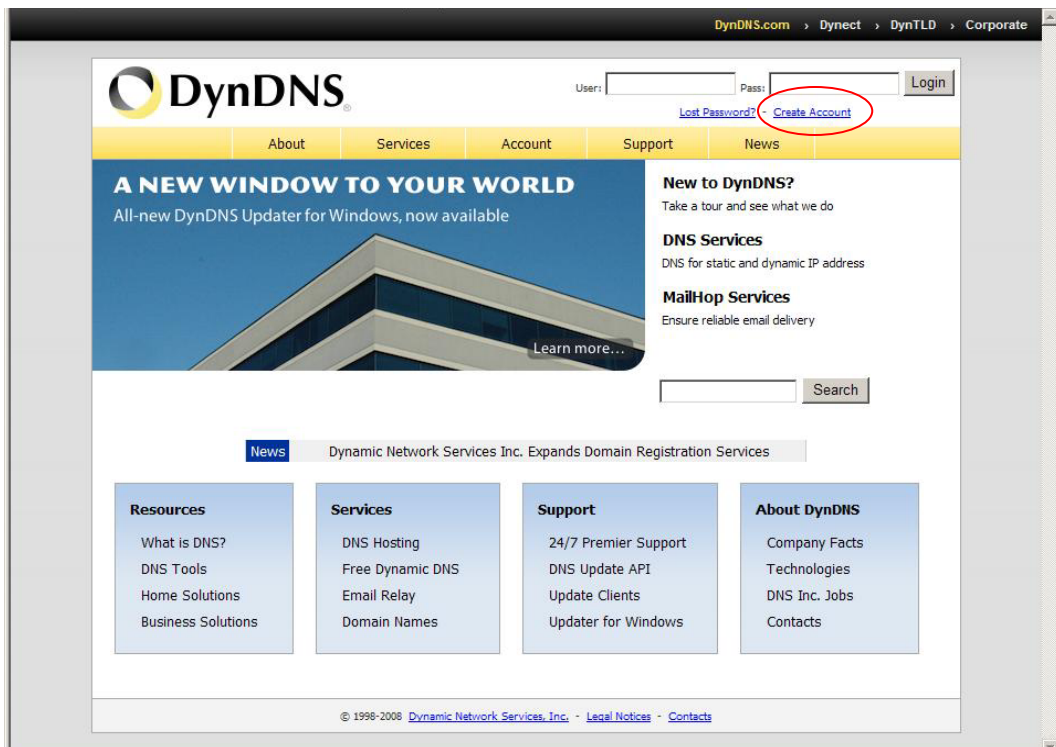 DynDNS.com › Dynect › DynTLD › Corporate
DynDNS®
User: Pass: Login
Lost Password? - Create Account
About Services Account Support News
A NEW WINDOW TO YOUR WORLD
All-new DynDNS Updater for Windows, now available
Learn more...
New to DynDNS?
Take a tour and see what we do
DNS Services
DNS for static and dynamic IP address
MailHop Services
Ensure reliable email delivery
Search
News Dynamic Network Services Inc. Expands Domain Registration Services
Resources
What is DNS?
DNS Tools
Home Solutions
Business Solutions
Services
DNS Hosting
Free Dynamic DNS
Email Relay
Domain Names
Support
24/7 Premier Support
DNS Update API
Update Clients
Updater for Windows
About DynDNS
Company Facts
Technologies
DNS Inc. Jobs
Contacts
© 1998-2008 Dynamic Network Services, Inc. - Legal Notices - Contacts